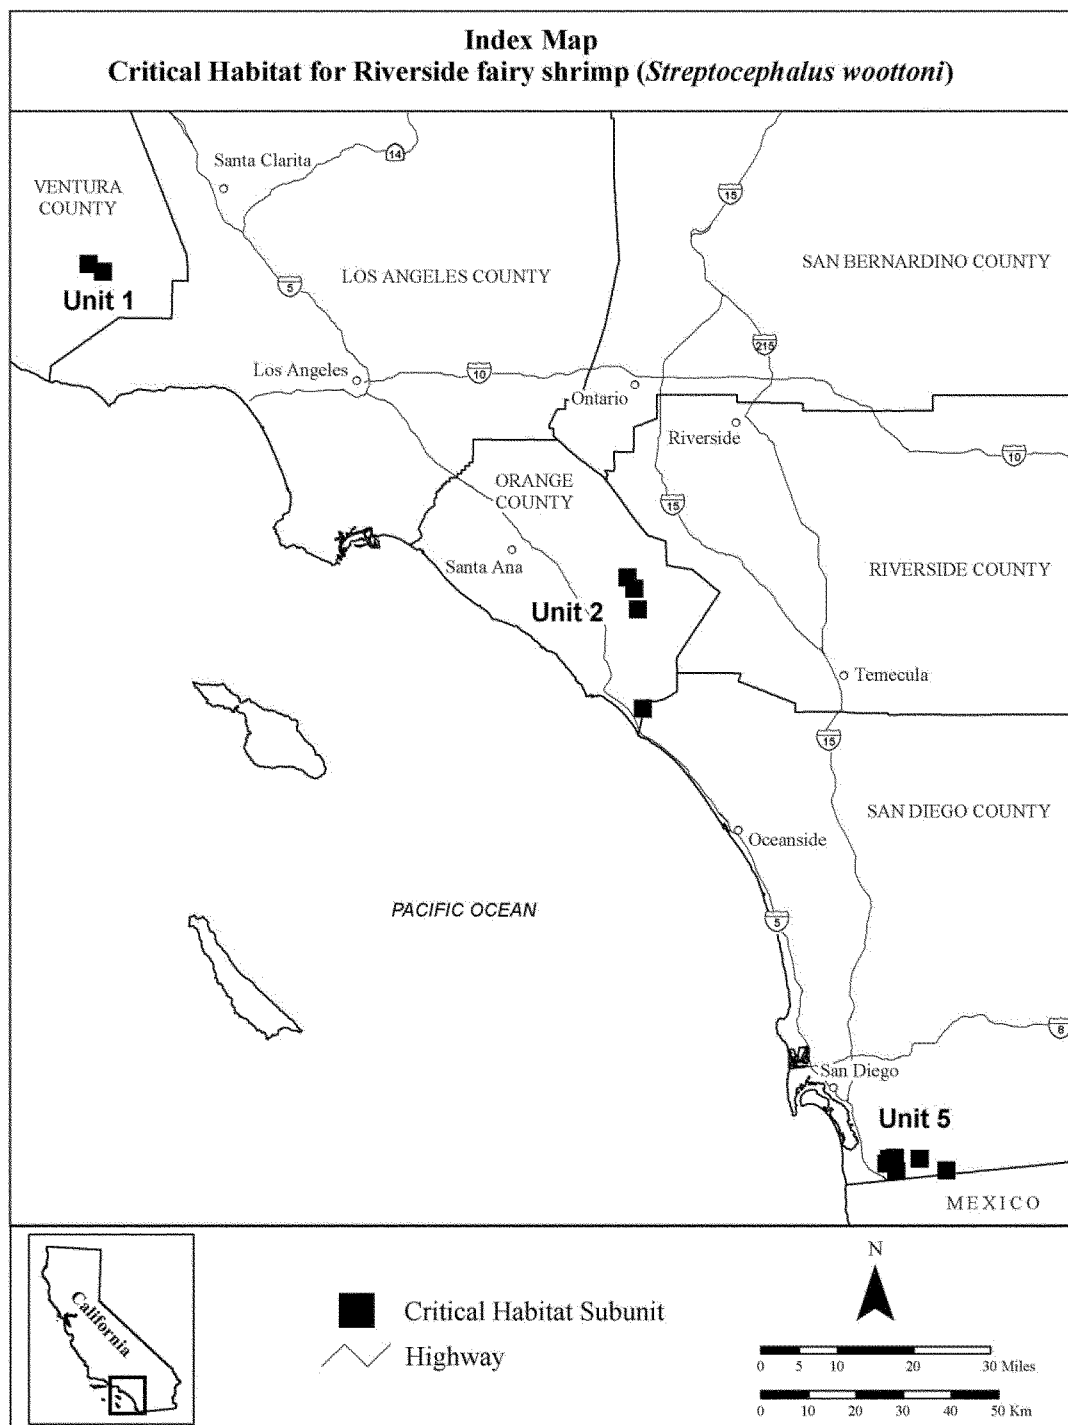 Index Map
Critical Habitat for Riverside fairy shrimp (Streptocephalus woottoni)
Santa Clarita
14
VENTURA
COUNTY
15
SAN BERNARDINO COUNTY
LOS ANGELES COUNTY
5
Unit 1
215
Los Angeles
10
Ontario
Riverside
10
ORANGE
COUNTY
15
Santa Ana
RIVERSIDE COUNTY
Unit 2
Temecula
15
SAN DIEGO COUNTY
Oceanside
PACIFIC OCEAN
5
8
San Diego
Unit 5
MEXICO
California
Critical Habitat Subunit
Highway
N
0 5 10 20 30 Miles
0 10 20 30 40 50 Km